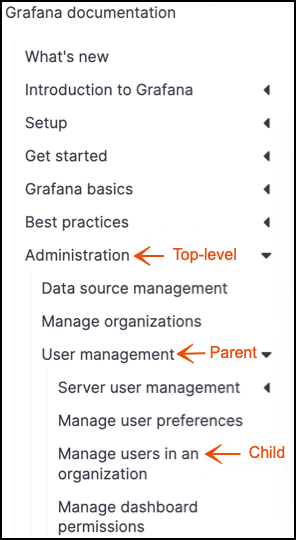 Grafana documentation
What's new
Introduction to Grafana
Setup
Get started
Grafana basics
Best practices
Administration Top-level
Data source management
Manage organizations
User management Parent
Server user management
Manage user preferences
Manage users in an Child
organization
Manage dashboard
permissions